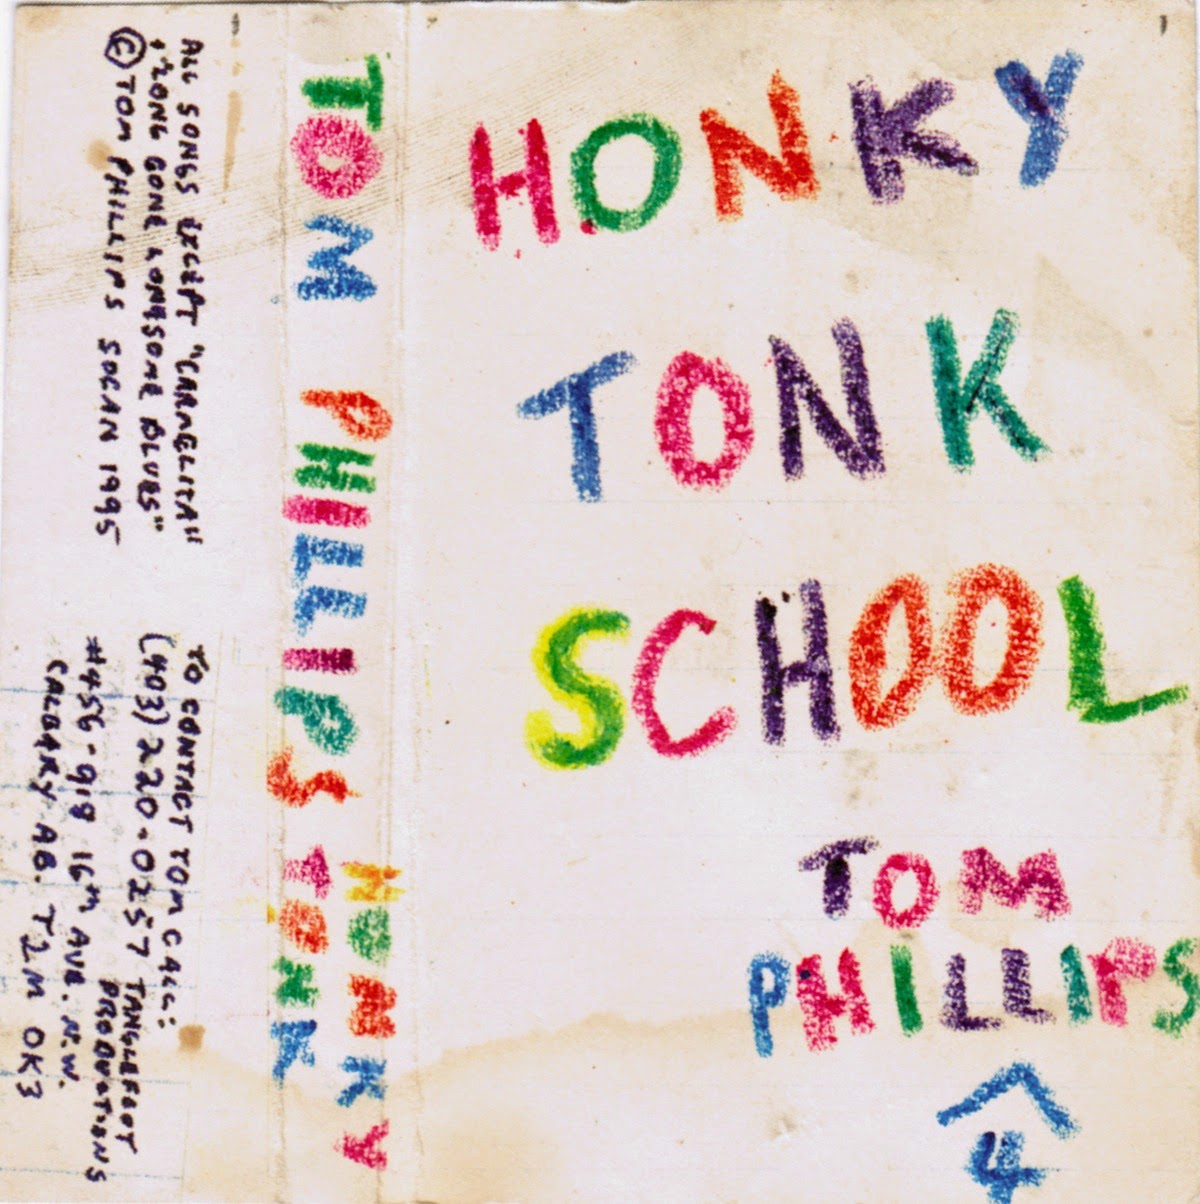 HONKY
TONK
SCHOOL
TOM
PHILLIPS
4
TOM PHILLIPS HONKY
TONK
ALL SONGS EXCEPT "CARMELITA"
+ "LONG GONE LONESOME BLUES"
© TOM PHILLIPS SOCAN 1995
TO CONTACT TOM CALL:
(403) 220-0257 TANGLEFOOT
PRODUCTIONS
#456-918 16TH AVE. N.W.
CALGARY AB. T2M 0K3